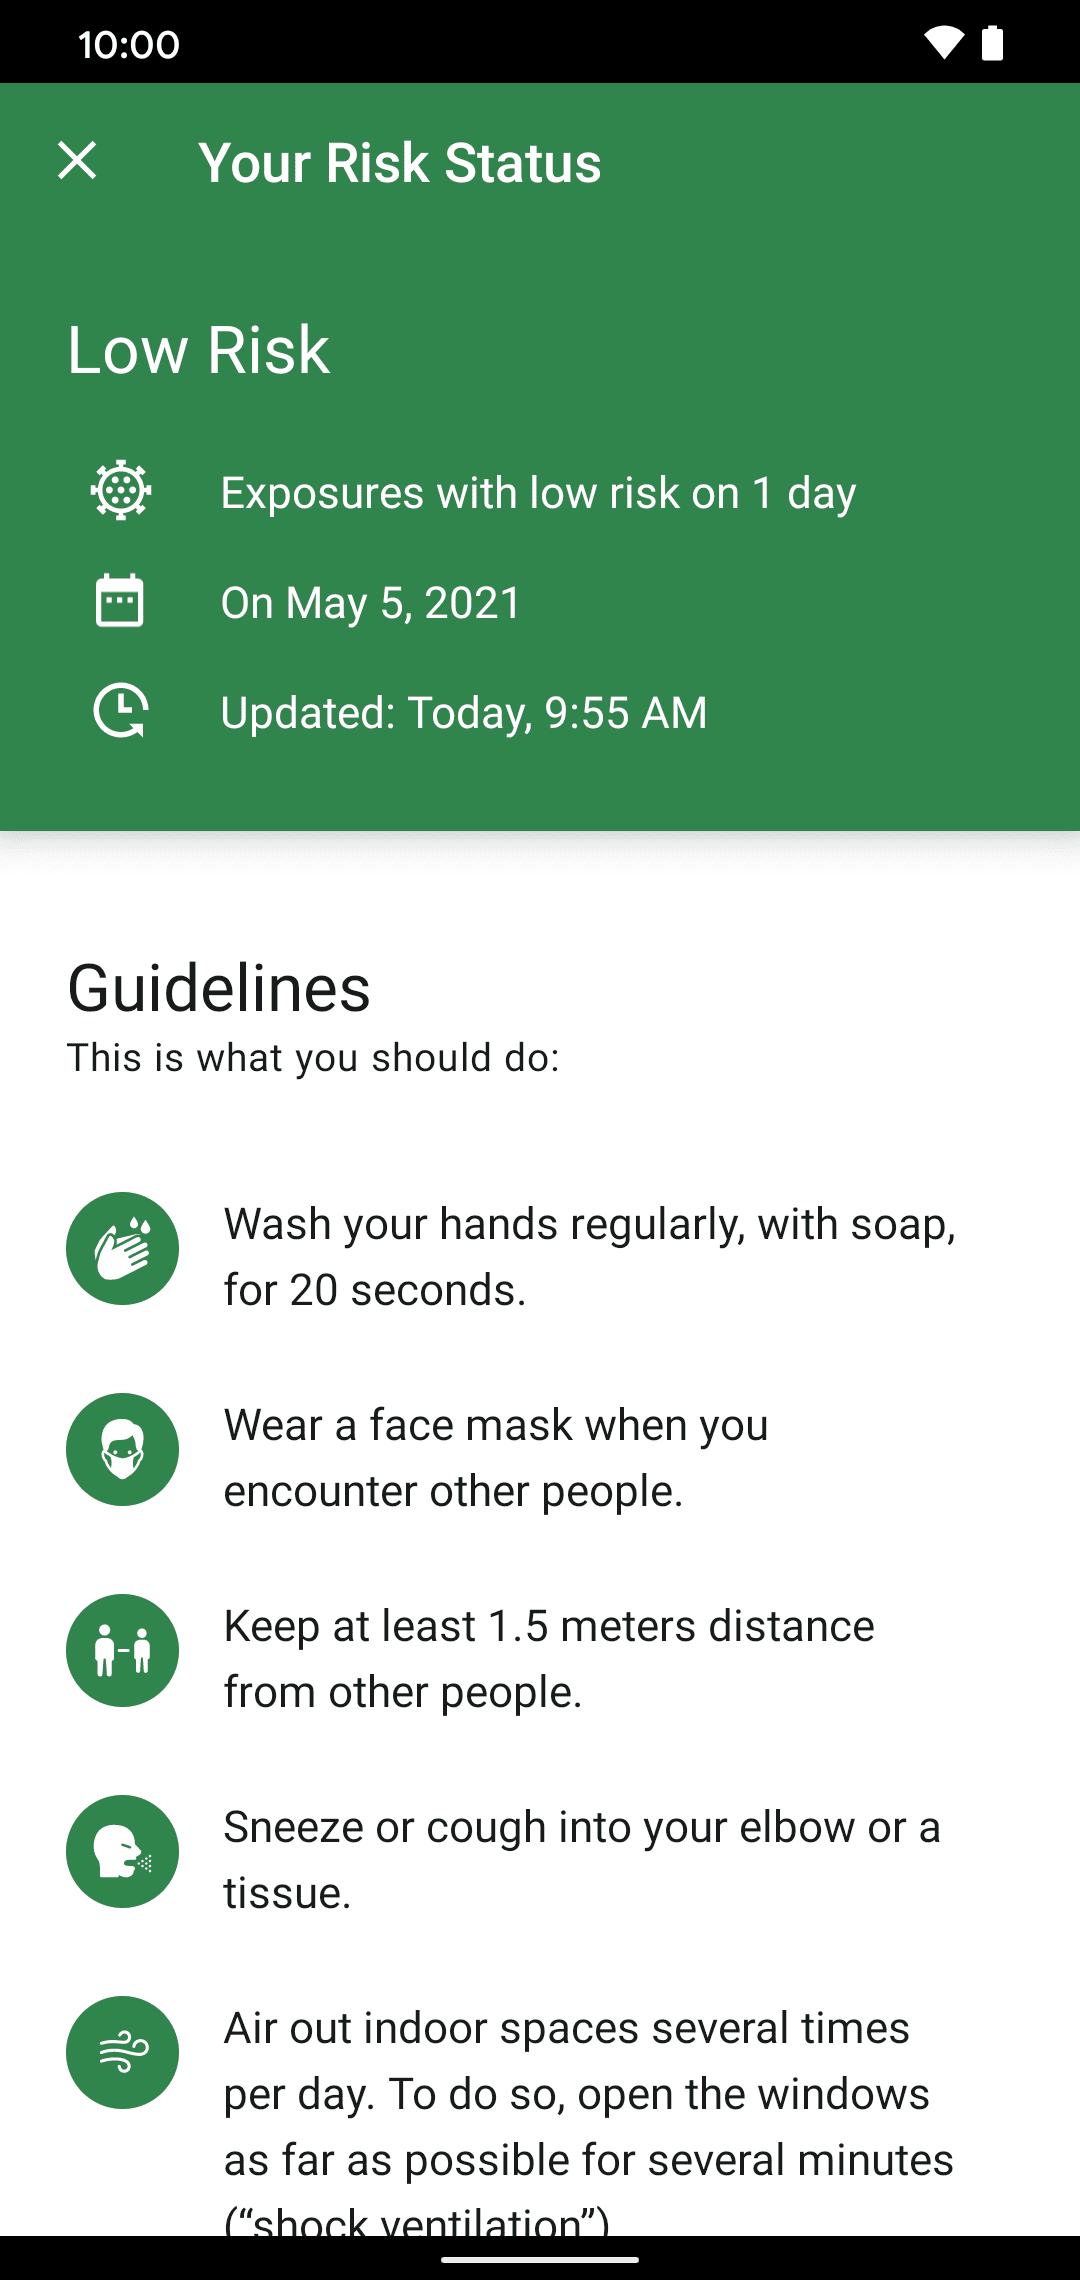 10:00
Your Risk Status
Low Risk
Exposures with low risk on 1 day
On May 5, 2021
Updated: Today, 9:55 AM
Guidelines
This is what you should do:
Wash your hands regularly, with soap,
for 20 seconds.
Wear a face mask when you
encounter other people.
Keep at least 1.5 meters distance
from other people.
Sneeze or cough into your elbow or a
tissue.
Air out indoor spaces several times
per day. To do so, open the windows
as far as possible for several minutes
(“shock ventilation”)